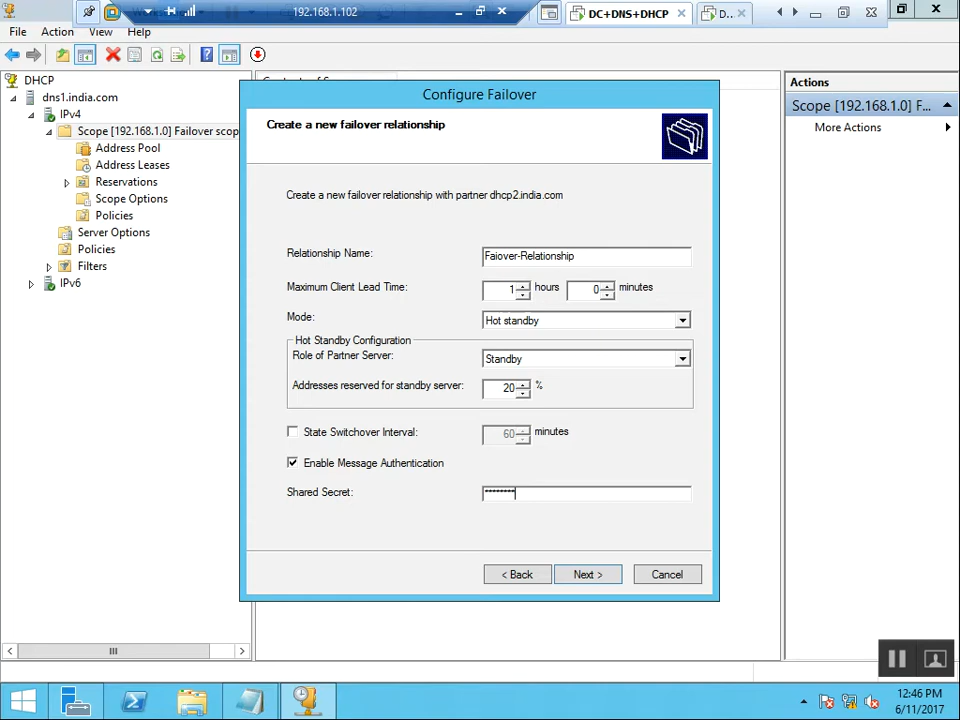 192.168.1.102
DC+DNS+DHCP
D...
File Action View Help
DHCP
dns1.india.com
IPv4
Scope [192.168.1.0] Failover scop
Address Pool
Address Leases
Reservations
Scope Options
Policies
Server Options
Policies
Filters
IPv6
Configure Failover
Create a new failover relationship
Create a new failover relationship with partner dhcp2.india.com
Relationship Name: Faiover-Relationship
Maximum Client Lead Time: 1 hours 0 minutes
Mode: Hot standby
Hot Standby Configuration
Role of Partner Server: Standby
Addresses reserved for standby server: 20 %
State Switchover Interval: 60 minutes
Enable Message Authentication
Shared Secret: ********
< Back Next > Cancel
Actions
Scope [192.168.1.0] F...
More Actions
12:46 PM
6/11/2017